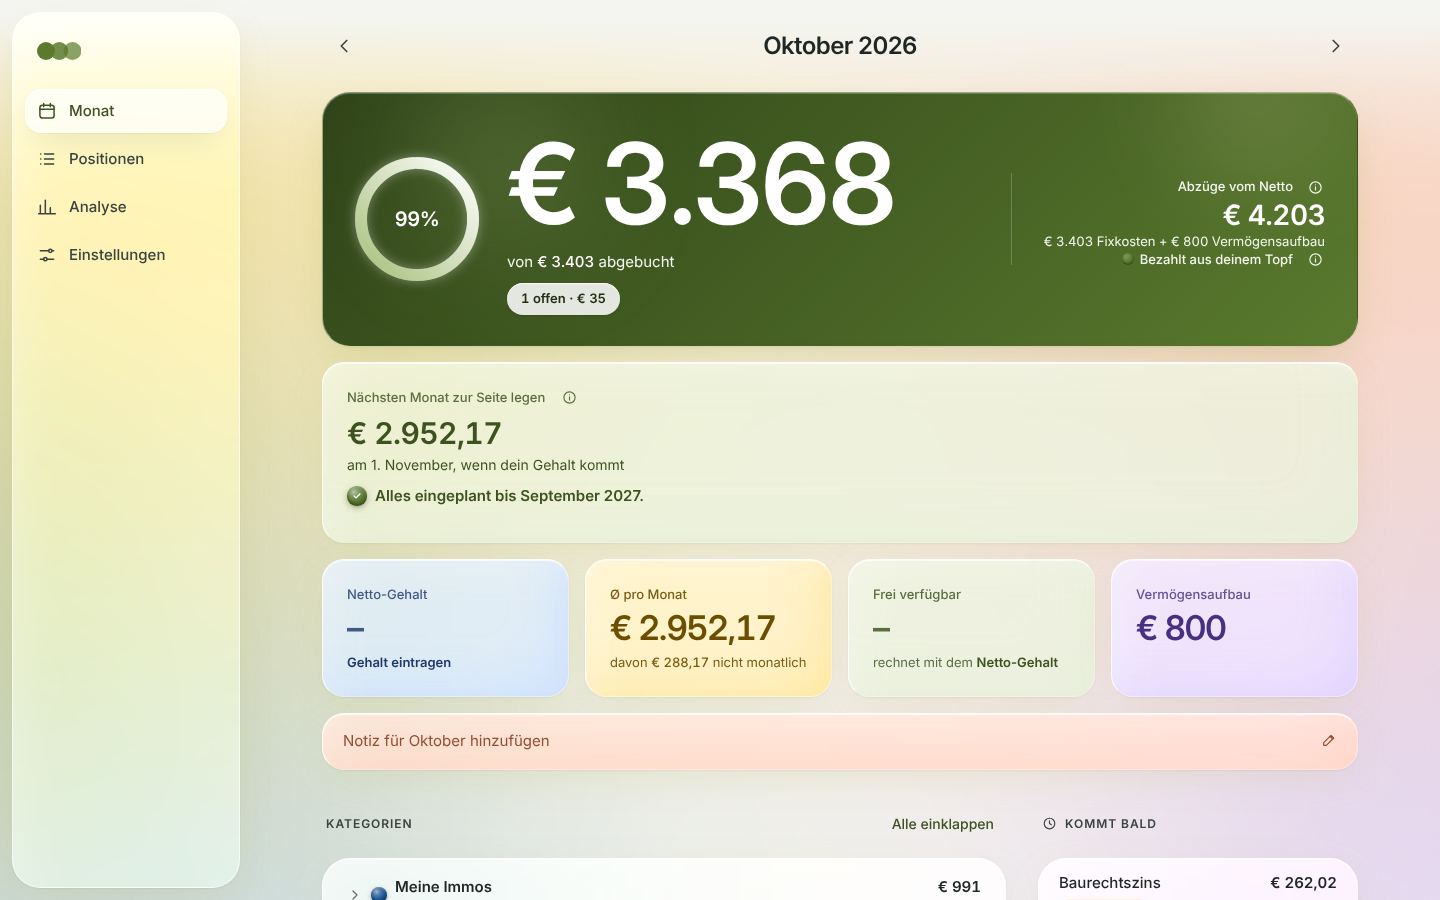 Oktober 2026
Monat
Positionen
Analyse
Einstellungen
99%
€ 3.368
von € 3.403 abgebucht
1 offen · € 35
Abzüge vom Netto
€ 4.203
€ 3.403 Fixkosten + € 800 Vermögensaufbau
Bezahlt aus deinem Topf
Nächsten Monat zur Seite legen
€ 2.952,17
am 1. November, wenn dein Gehalt kommt
Alles eingeplant bis September 2027.
Netto-Gehalt
–
Gehalt eintragen
Ø pro Monat
€ 2.952,17
davon € 288,17 nicht monatlich
Frei verfügbar
–
rechnet mit dem Netto-Gehalt
Vermögensaufbau
€ 800
Notiz für Oktober hinzufügen
KATEGORIEN
Alle einklappen
KOMMT BALD
Meine Immos
€ 991
Baurechtszins
€ 262,02